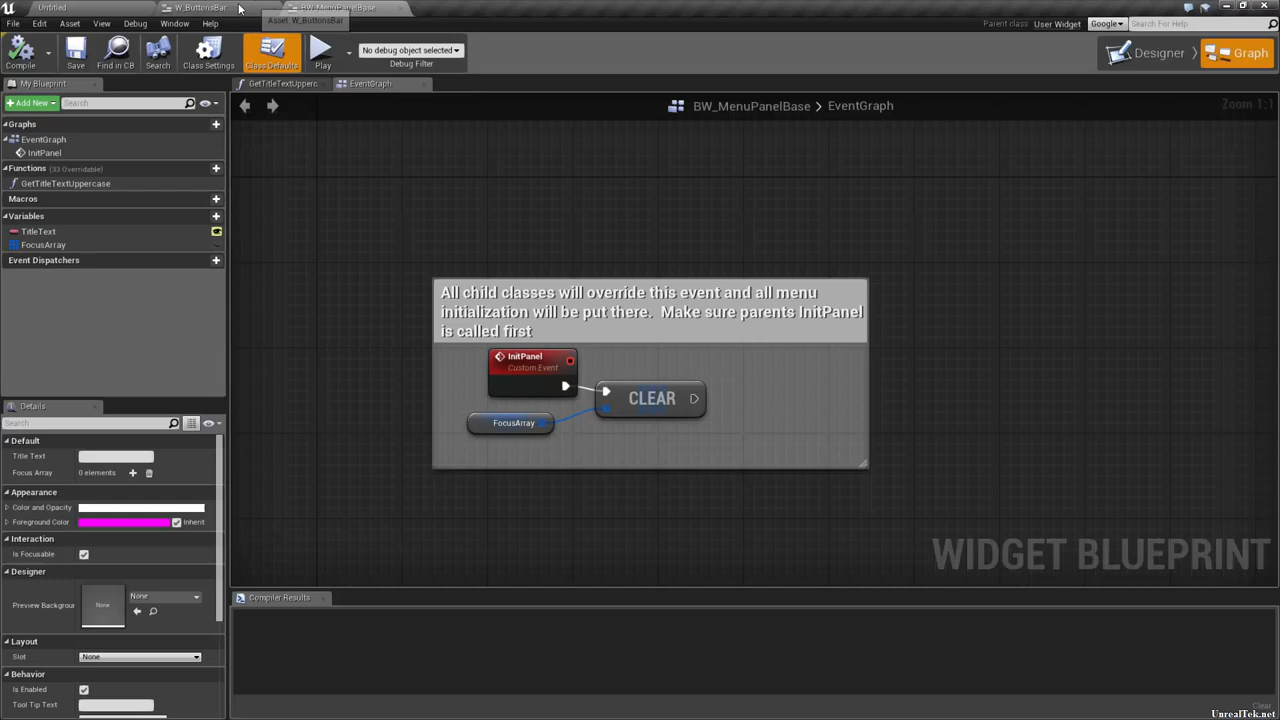 Untitled W_ButtonsBar BW_MenuPanelBase
File Edit Asset View Debug Window Help Asset: W_ButtonsBar Parent class: User Widget Google Search For Help
Compile Save Find in CB Search Class Settings Class Defaults Play No debug object selected Debug Filter Designer Graph
My Blueprint GetTitleTextUpperc EventGraph
Add New Search BW_MenuPanelBase > EventGraph Zoom 1:1
Graphs
EventGraph
InitPanel
Functions (33 Overridable)
GetTitleTextUppercase
Macros
Variables
TitleText
FocusArray
Event Dispatchers
All child classes will override this event and all menu
initialization will be put there. Make sure parents InitPanel
is called first
InitPanel
Custom Event
CLEAR
FocusArray
Details
Search
Default
Title Text
Focus Array 0 elements
Appearance
Color and Opacity
Foreground Color Inherit
Interaction
Is Focusable
Designer
Preview Backgroun None None
Layout
Slot None
Behavior
Is Enabled
Tool Tip Text
WIDGET BLUEPRINT
Compiler Results
Clear
UnrealTek.net